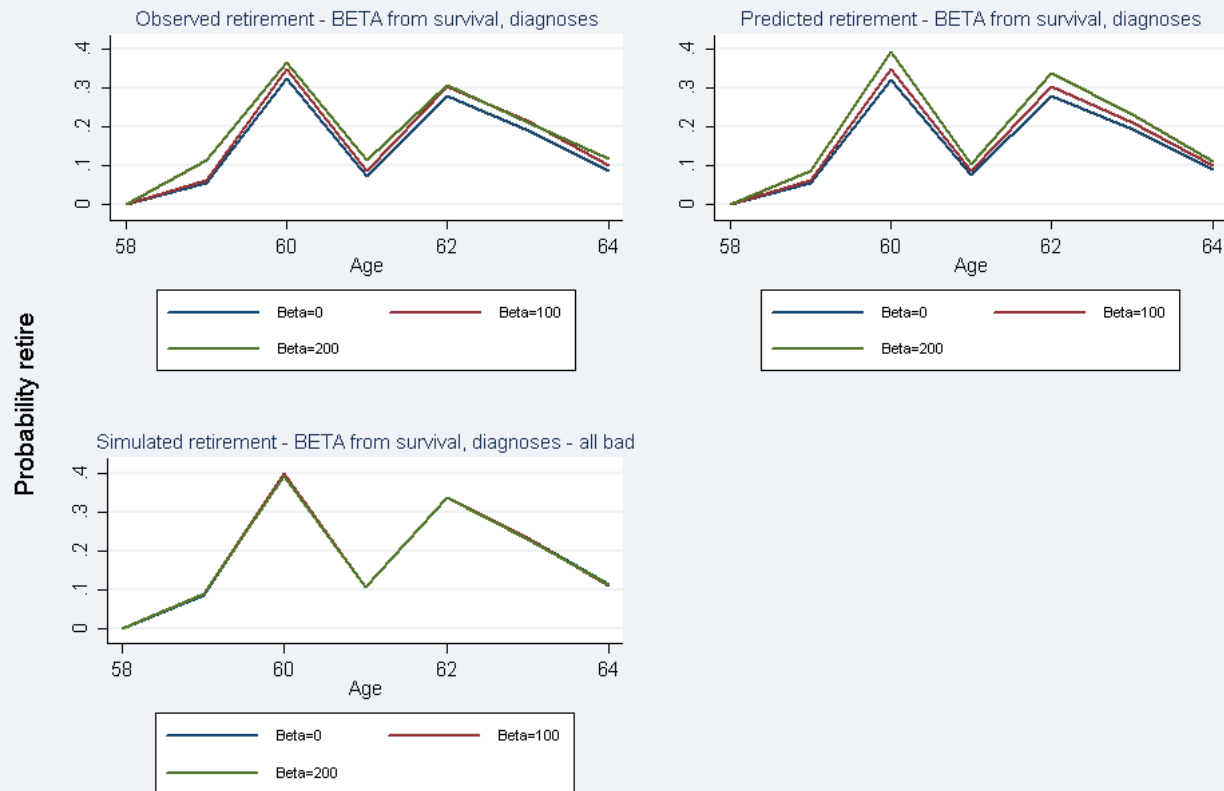 Observed retirement - BETA from survival, diagnoses
.4
.3
.2
.1
0
58 60 62 64
Age
Beta=0 Beta=100
Beta=200
Predicted retirement - BETA from survival, diagnoses
.4
.3
.2
.1
0
58 60 62 64
Age
Beta=0 Beta=100
Beta=200
Probability retire
Simulated retirement - BETA from survival, diagnoses - all bad
.4
.3
.2
.1
0
58 60 62 64
Age
Beta=0 Beta=100
Beta=200